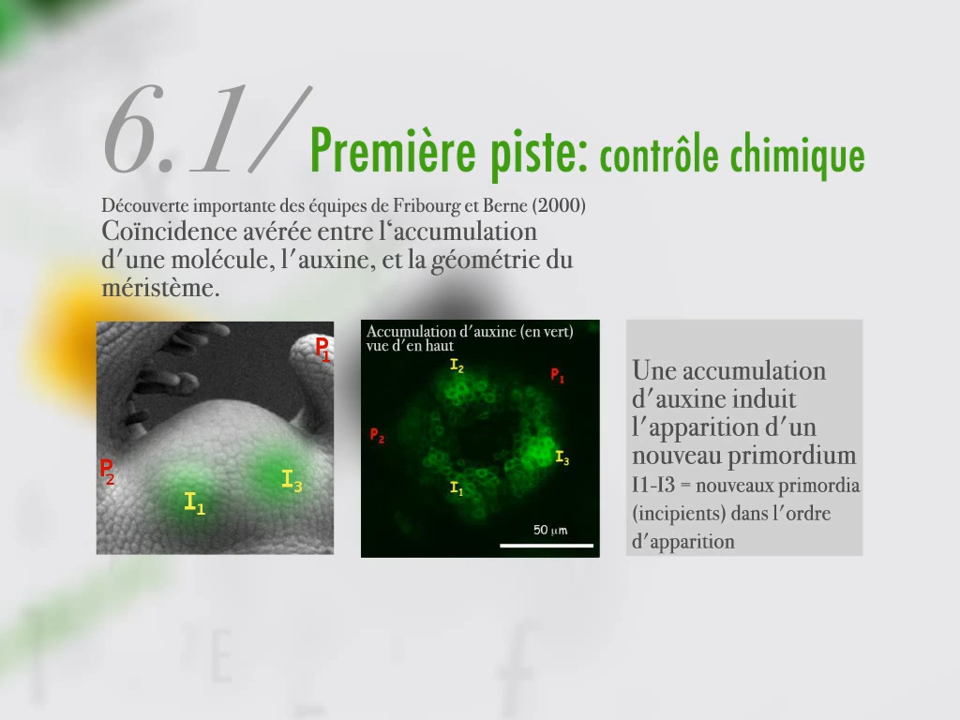 6.1/ Première piste: contrôle chimique
Découverte importante des équipes de Fribourg et Berne (2000)
Coïncidence avérée entre l‘accumulation
d'une molécule, l'auxine, et la géométrie du
méristème.
P1
P2
I1
I3
Accumulation d'auxine (en vert)
vue d'en haut
I2
P1
P2
I3
I1
50 µm
Une accumulation
d'auxine induit
l'apparition d'un
nouveau primordium
I1-I3 = nouveaux primordia
(incipients) dans l'ordre
d'apparition